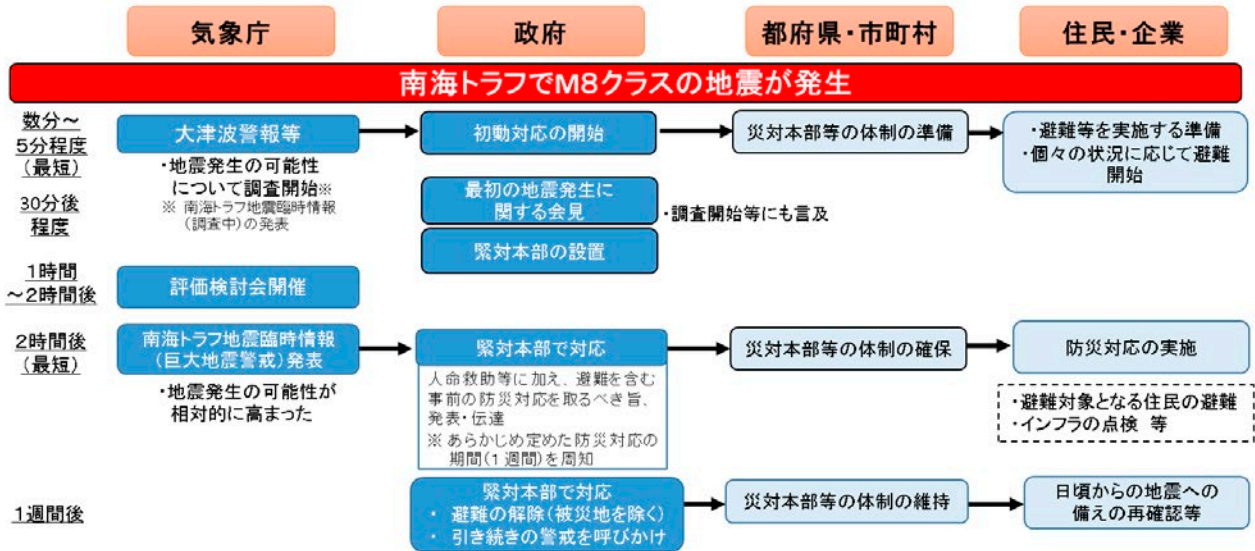 気象庁
政府
都府県・市町村
住民・企業
南海トラフでM8クラスの地震が発生
数分～
5分程度
(最短)
大津波警報等
・地震発生の可能性
について調査開始※
※ 南海トラフ地震臨時情報
(調査中)の発表
初動対応の開始
災対本部等の体制の準備
・避難等を実施する準備
・個々の状況に応じて避難
開始
30分後
程度
最初の地震発生に
関する会見
・調査開始等にも言及
緊対本部の設置
1時間
～2時間後
評価検討会開催
2時間後
(最短)
南海トラフ地震臨時情報
(巨大地震警戒)発表
・地震発生の可能性が
相対的に高まった
緊対本部で対応
人命救助等に加え、避難を含む
事前の防災対応を取るべき旨、
発表・伝達
※ あらかじめ定めた防災対応の
期間(1週間)を周知
災対本部等の体制の確保
防災対応の実施
・避難対象となる住民の避難
・インフラの点検 等
1週間後
緊対本部で対応
・ 避難の解除(被災地を除く)
・ 引き続きの警戒を呼びかけ
災対本部等の体制の維持
日頃からの地震への
備えの再確認等